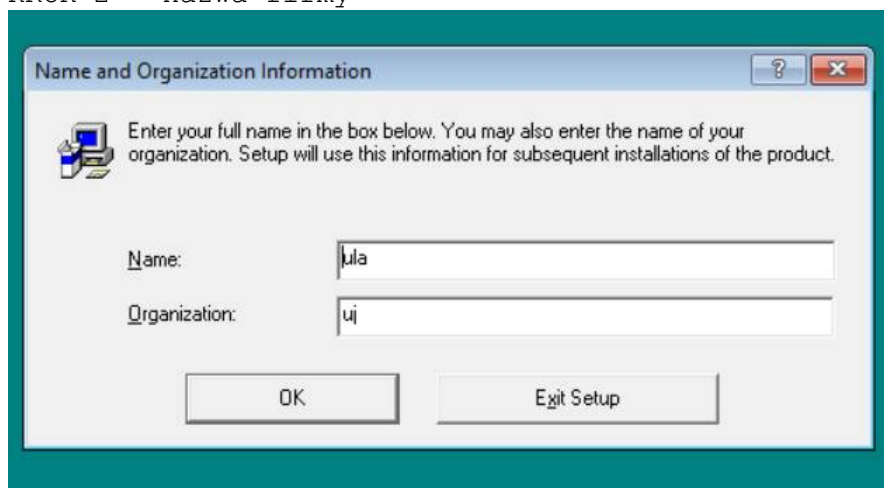 Name and Organization Information
Enter your full name in the box below. You may also enter the name of your
organization. Setup will use this information for subsequent installations of the product.
Name:
ula
Organization:
uj
OK
Exit Setup